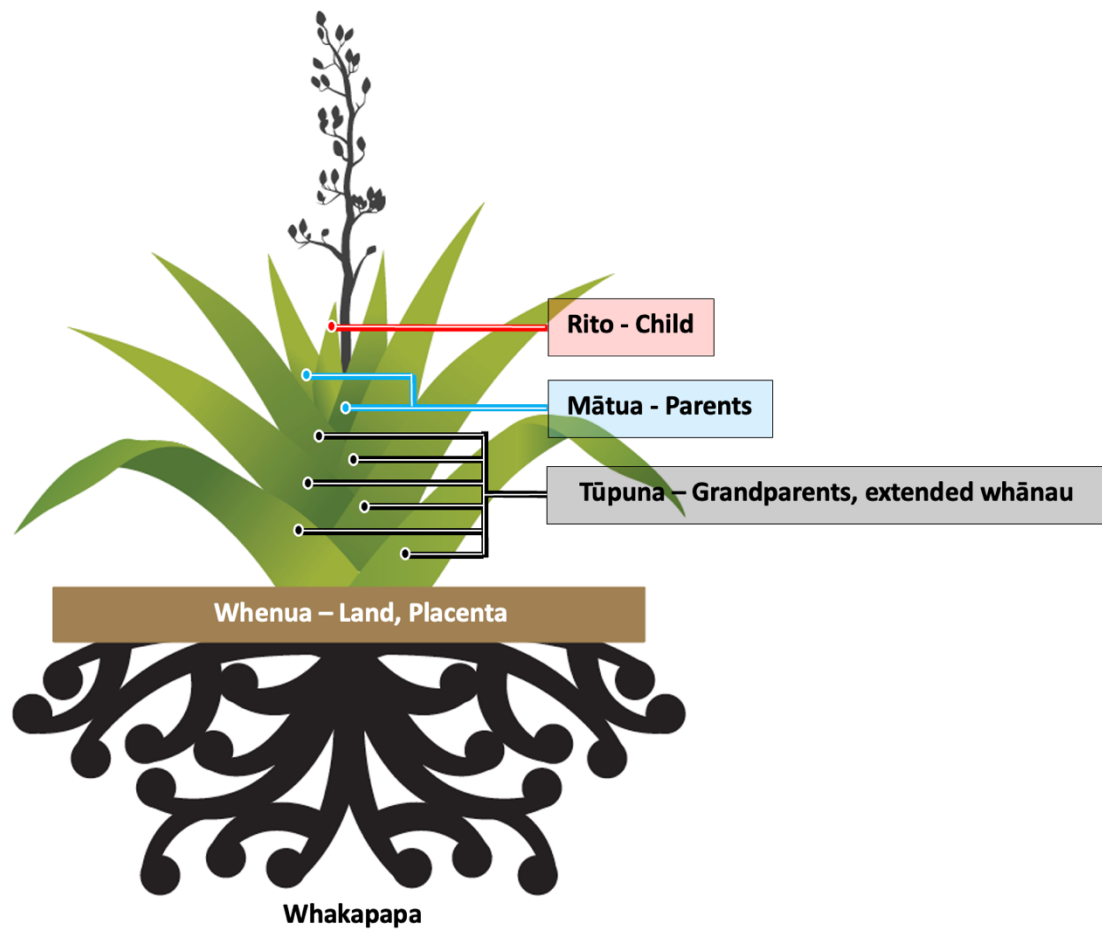 Rito - Child
Mātua - Parents
Tūpuna – Grandparents, extended whānau
Whenua – Land, Placenta
Whakapapa